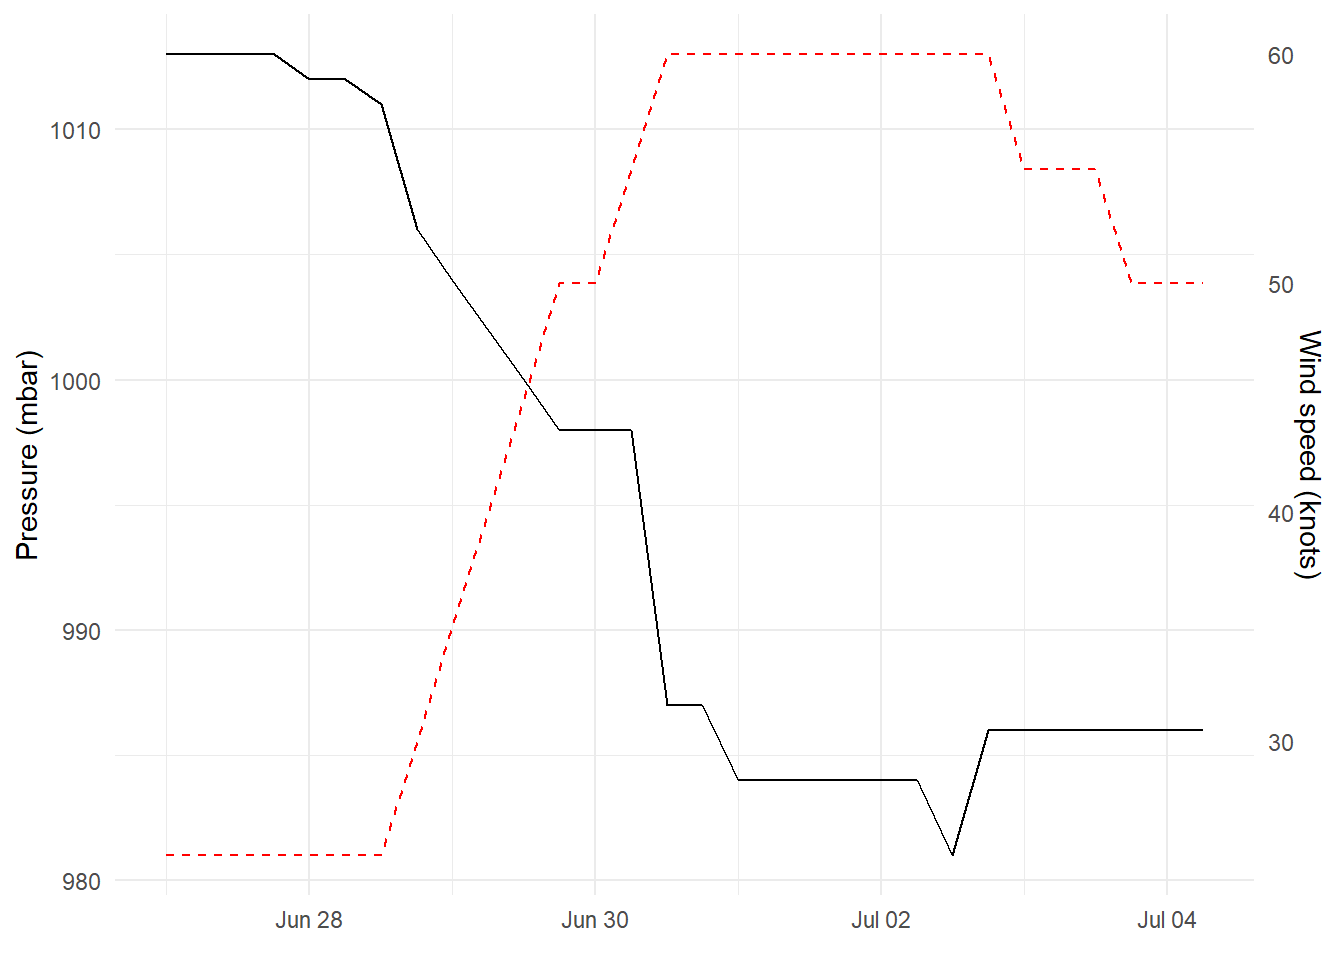 Pressure (mbar)
1010
1000
990
980
60
50
40
30
Wind speed (knots)
Jun 28
Jun 30
Jul 02
Jul 04